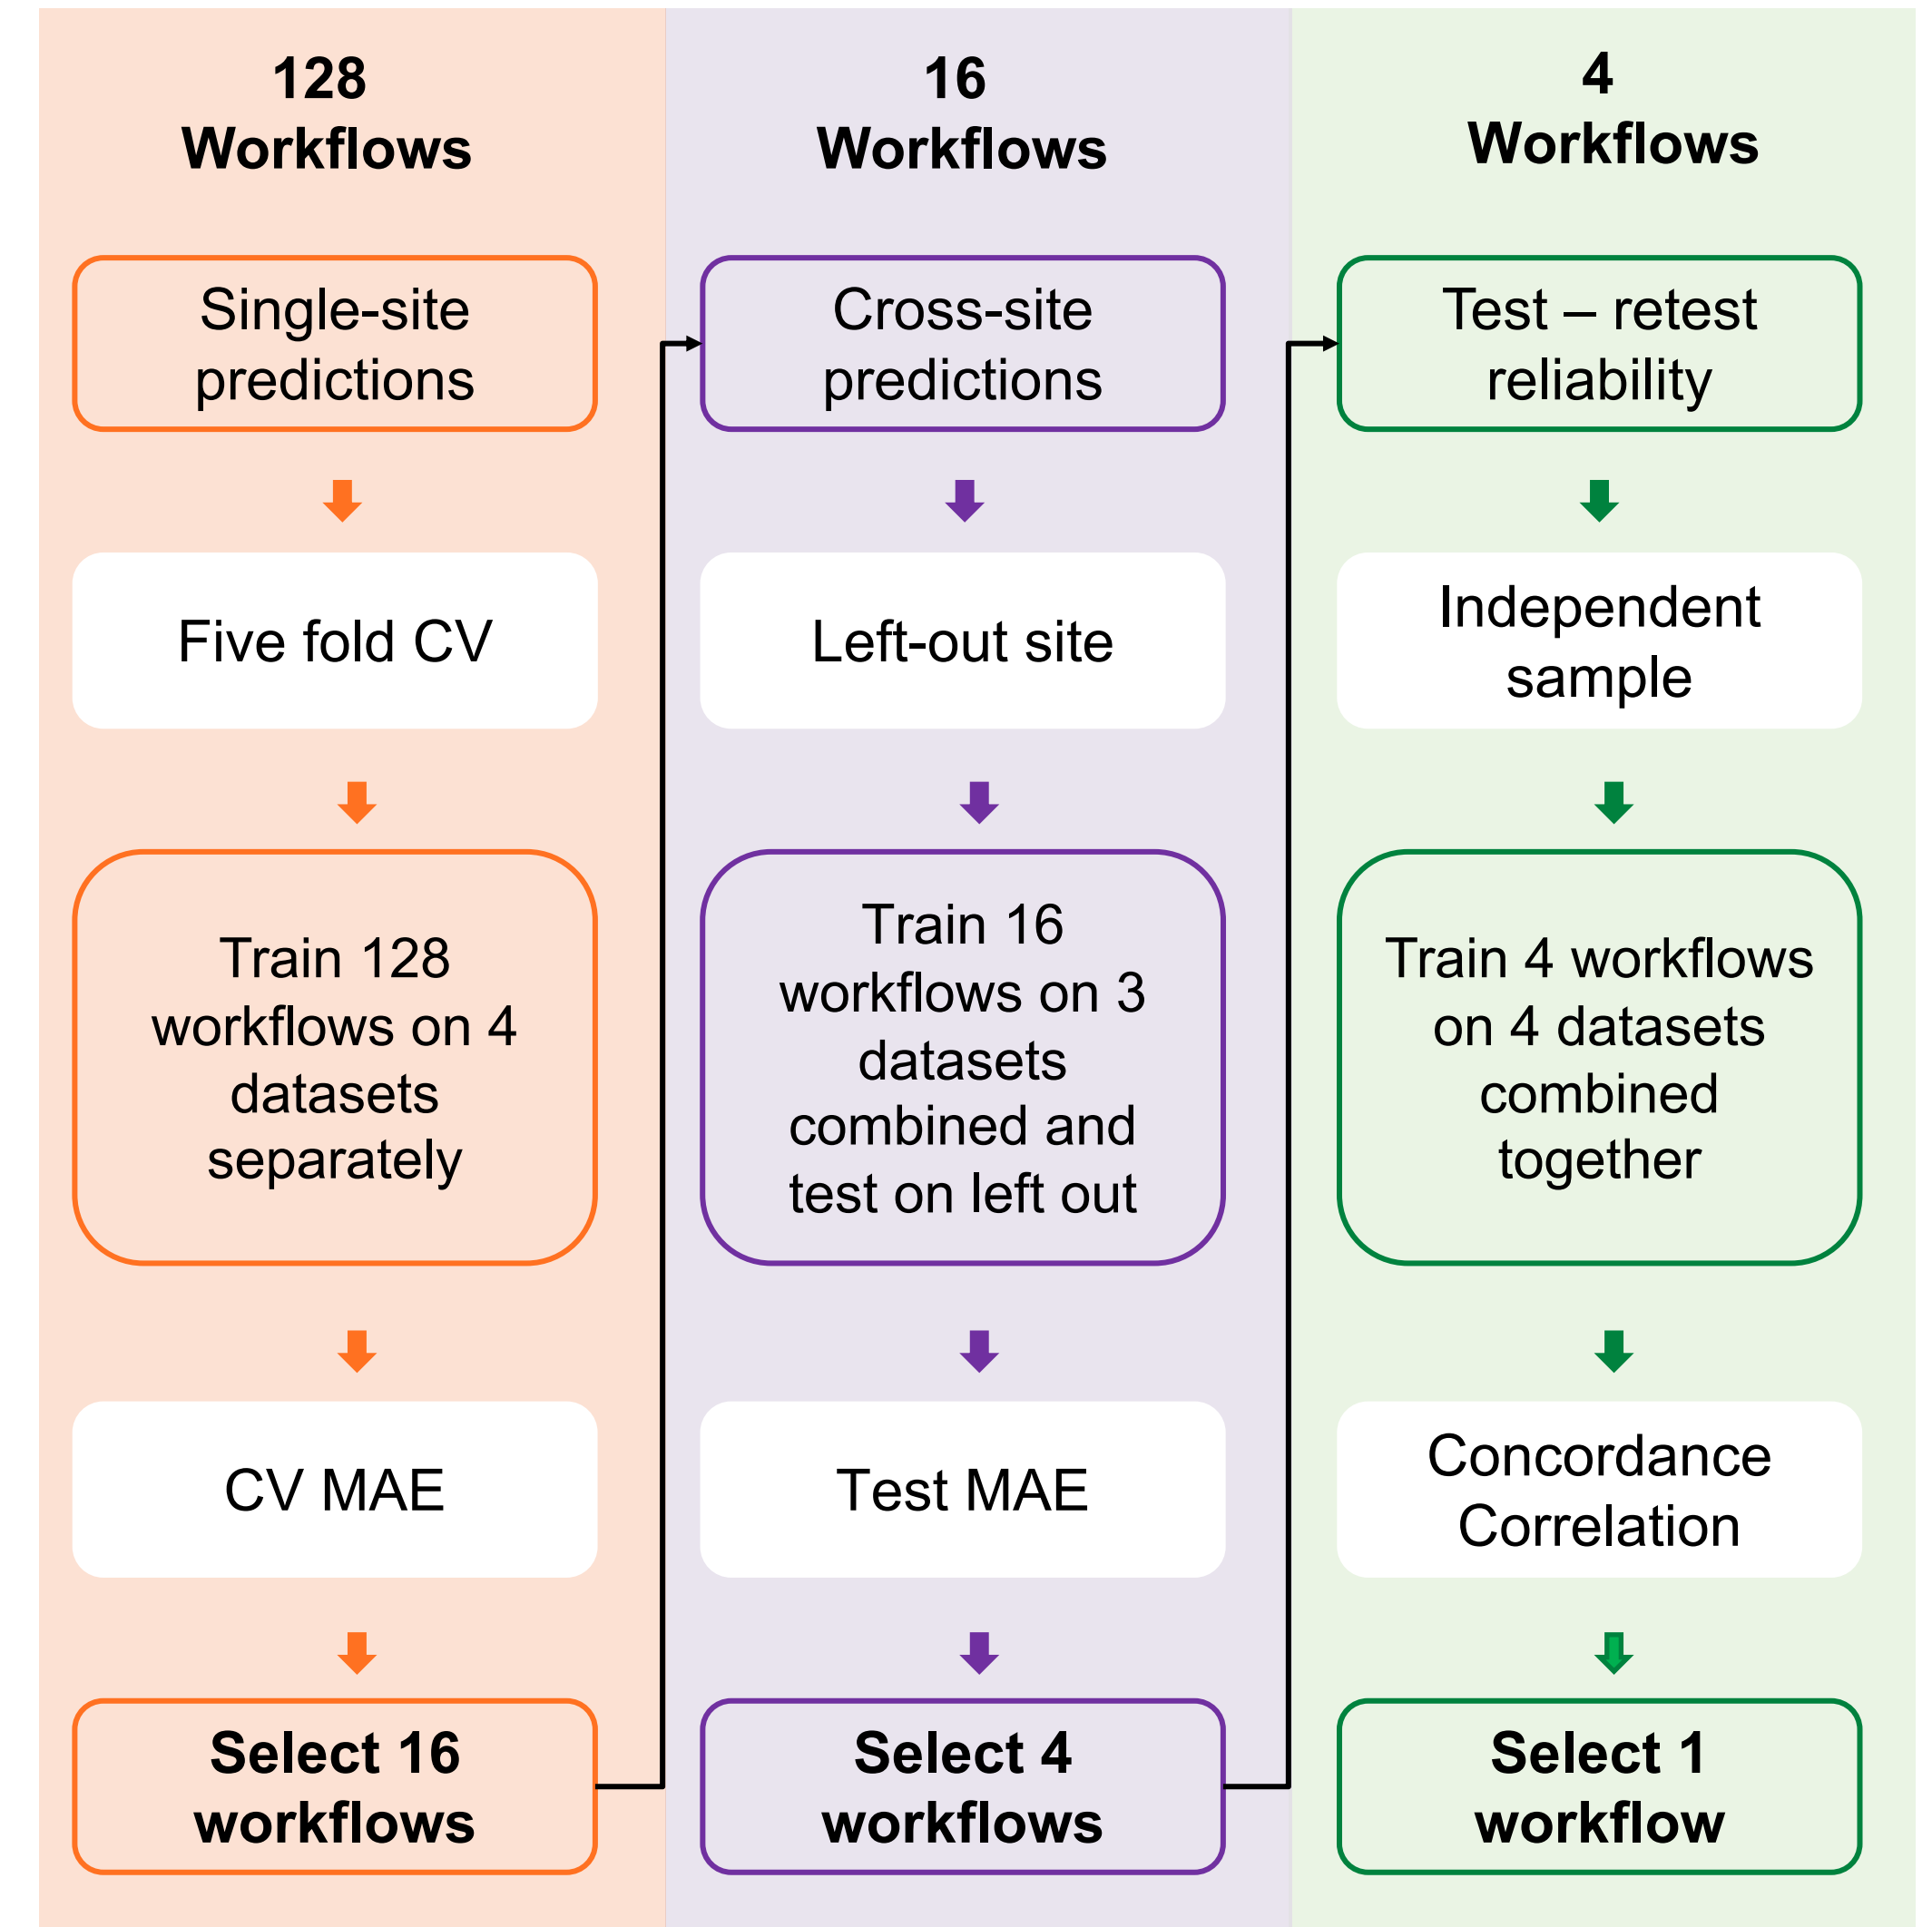 128
Workflows
Single-site
predictions
Five fold CV
Train 128
workflows on 4
datasets
separately
CV MAE
Select 16
workflows
16
Workflows
Cross-site
predictions
Left-out site
Train 16
workflows on 3
datasets
combined and
test on left out
Test MAE
Select 4
workflows
4
Workflows
Test – retest
reliability
Independent
sample
Train 4 workflows
on 4 datasets
combined
together
Concordance
Correlation
Select 1
workflow